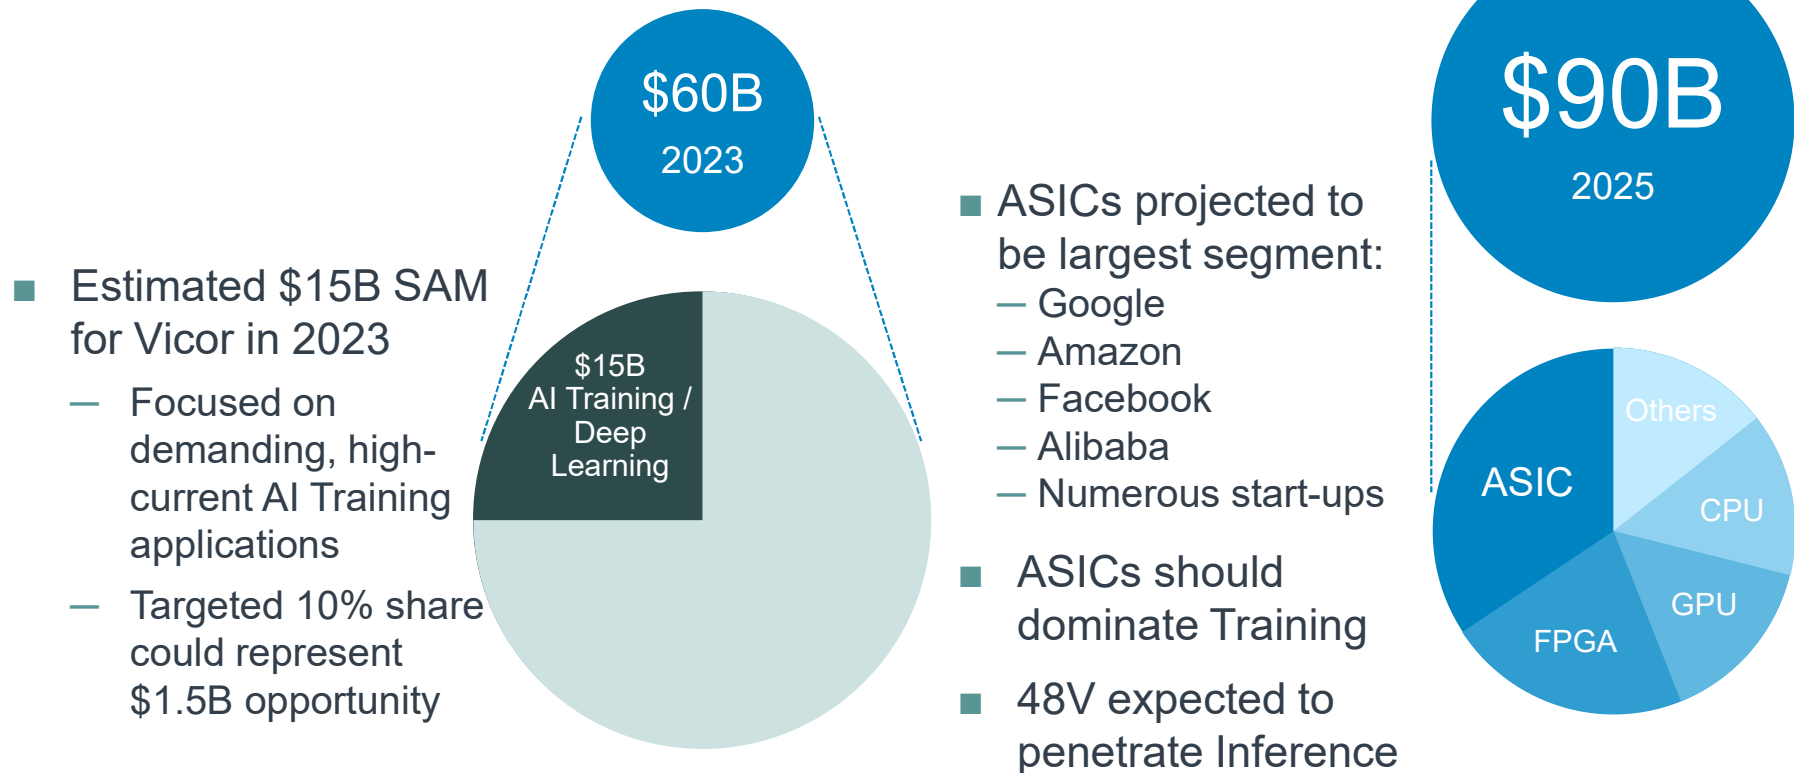 $60B
2023
■ Estimated $15B SAM
for Vicor in 2023
— Focused on
demanding, high-
current AI Training
applications
— Targeted 10% share
could represent
$1.5B opportunity
$15B
AI Training /
Deep
Learning
■ ASICs projected to
be largest segment:
— Google
— Amazon
— Facebook
— Alibaba
— Numerous start-ups
■ ASICs should
dominate Training
■ 48V expected to
penetrate Inference
$90B
2025
Others
ASIC
CPU
GPU
FPGA